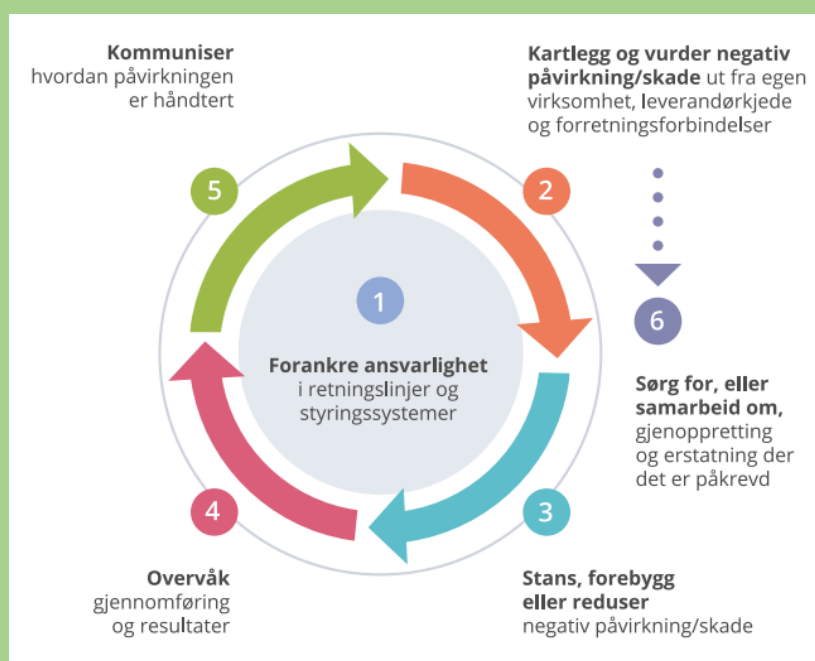 Kommuniser
hvordan påvirkningen
er håndtert
Kartlegg og vurder negativ
påvirkning/skade ut fra egen
virksomhet, leverandørkjede
og forretningsforbindelser
5
2
1
Forankre ansvarlighet
i retningslinjer og
styringssystemer
6
Sørg for, eller
samarbeid om,
gjenoppretting
og erstatning der
det er påkrevd
4
3
Overvåk
gjennomføring
og resultater
Stans, forebygg
eller reduser
negativ påvirkning/skade